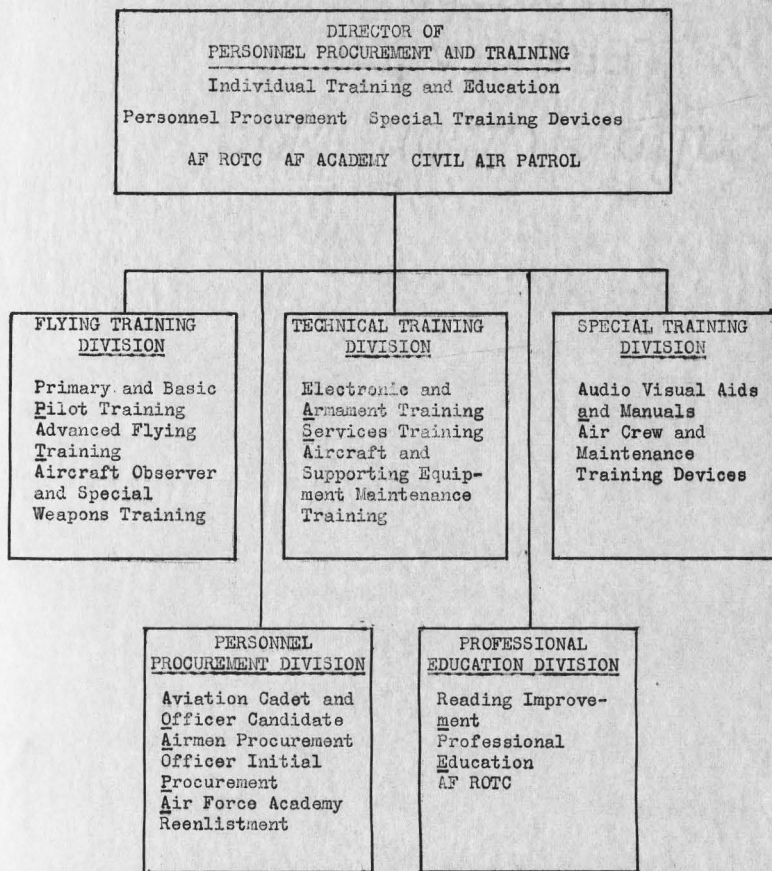 DIRECTOR OF
PERSONNEL PROCUREMENT AND TRAINING
Individual Training and Education
Personnel Procurement Special Training Devices
AF ROTC AF ACADEMY CIVIL AIR PATROL
FLYING TRAINING
DIVISION
Primary and Basic
Pilot Training
Advanced Flying
Training
Aircraft Observer
and Special
Weapons Training
TECHNICAL TRAINING
DIVISION
Electronic and
Armament Training
Services Training
Aircraft and
Supporting Equip-
ment Maintenance
Training
SPECIAL TRAINING
DIVISION
Audio Visual Aids
and Manuals
Air Crew and
Maintenance
Training Devices
PERSONNEL
PROCUREMENT DIVISION
Aviation Cadet and
Officer Candidate
Airmen Procurement
Officer Initial
Procurement
Air Force Academy
Reenlistment
PROFESSIONAL
EDUCATION DIVISION
Reading Improve-
ment
Professional
Education
AF ROTC